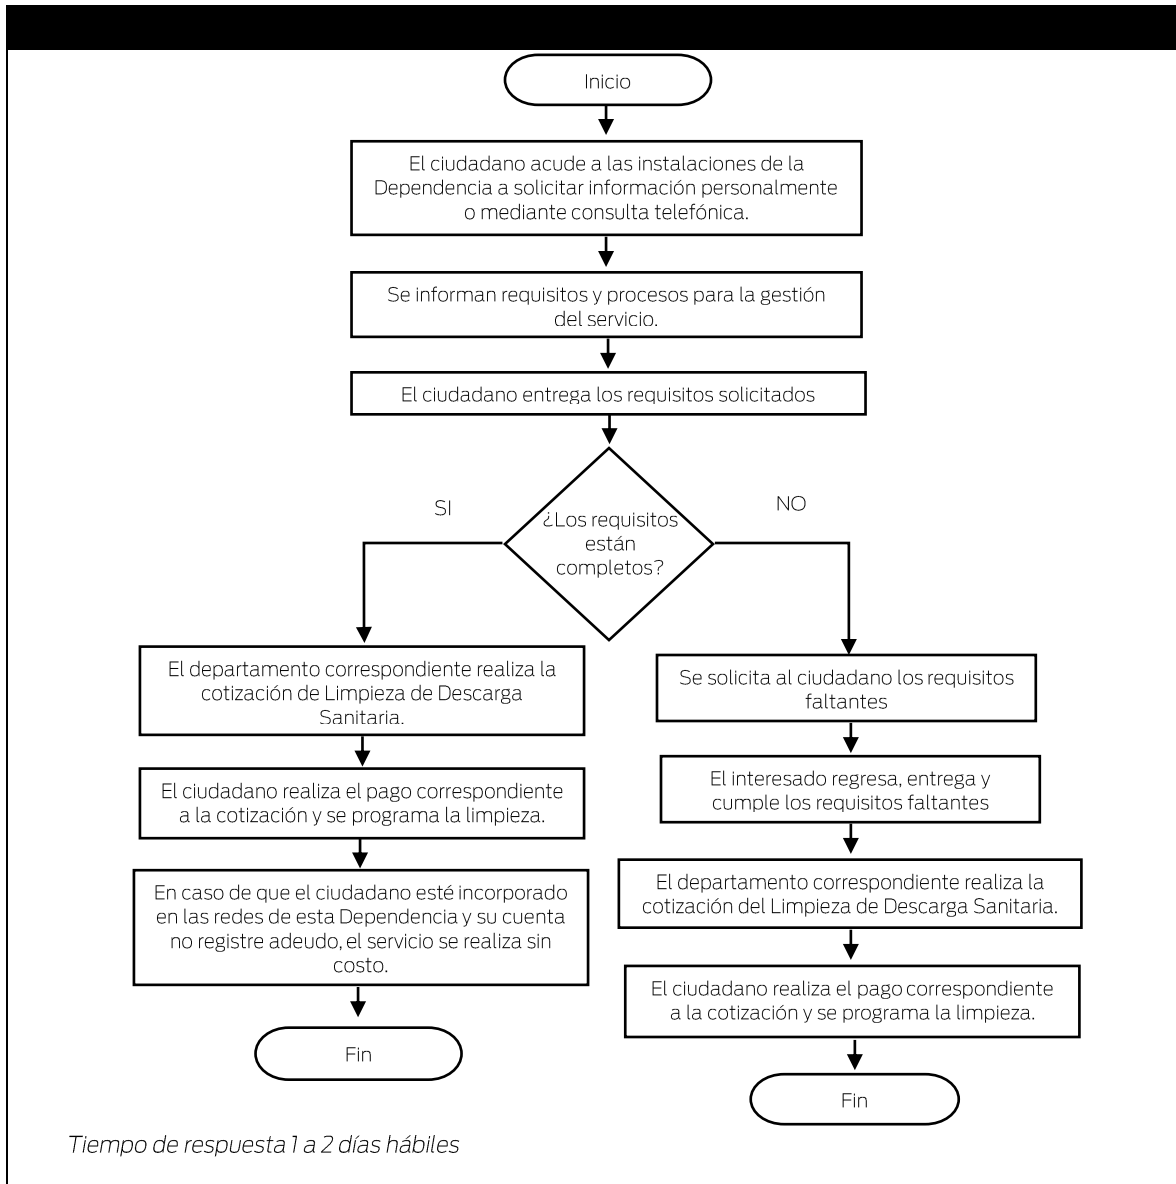 Inicio
El ciudadano acude a las instalaciones de la
Dependencia a solicitar información personalmente
o mediante consulta telefónica.
Se informan requisitos y procesos para la gestión
del servicio.
El ciudadano entrega los requisitos solicitados
¿Los requisitos
están
completos?
SI
NO
El departamento correspondiente realiza la
cotización de Limpieza de Descarga
Sanitaria.
El ciudadano realiza el pago correspondiente
a la cotización y se programa la limpieza.
En caso de que el ciudadano esté incorporado
en las redes de esta Dependencia y su cuenta
no registre adeudo, el servicio se realiza sin
costo.
Fin
Se solicita al ciudadano los requisitos
faltantes
El interesado regresa, entrega y
cumple los requisitos faltantes
El departamento correspondiente realiza la
cotización del Limpieza de Descarga Sanitaria.
El ciudadano realiza el pago correspondiente
a la cotización y se programa la limpieza.
Fin
Tiempo de respuesta 1 a 2 días hábiles